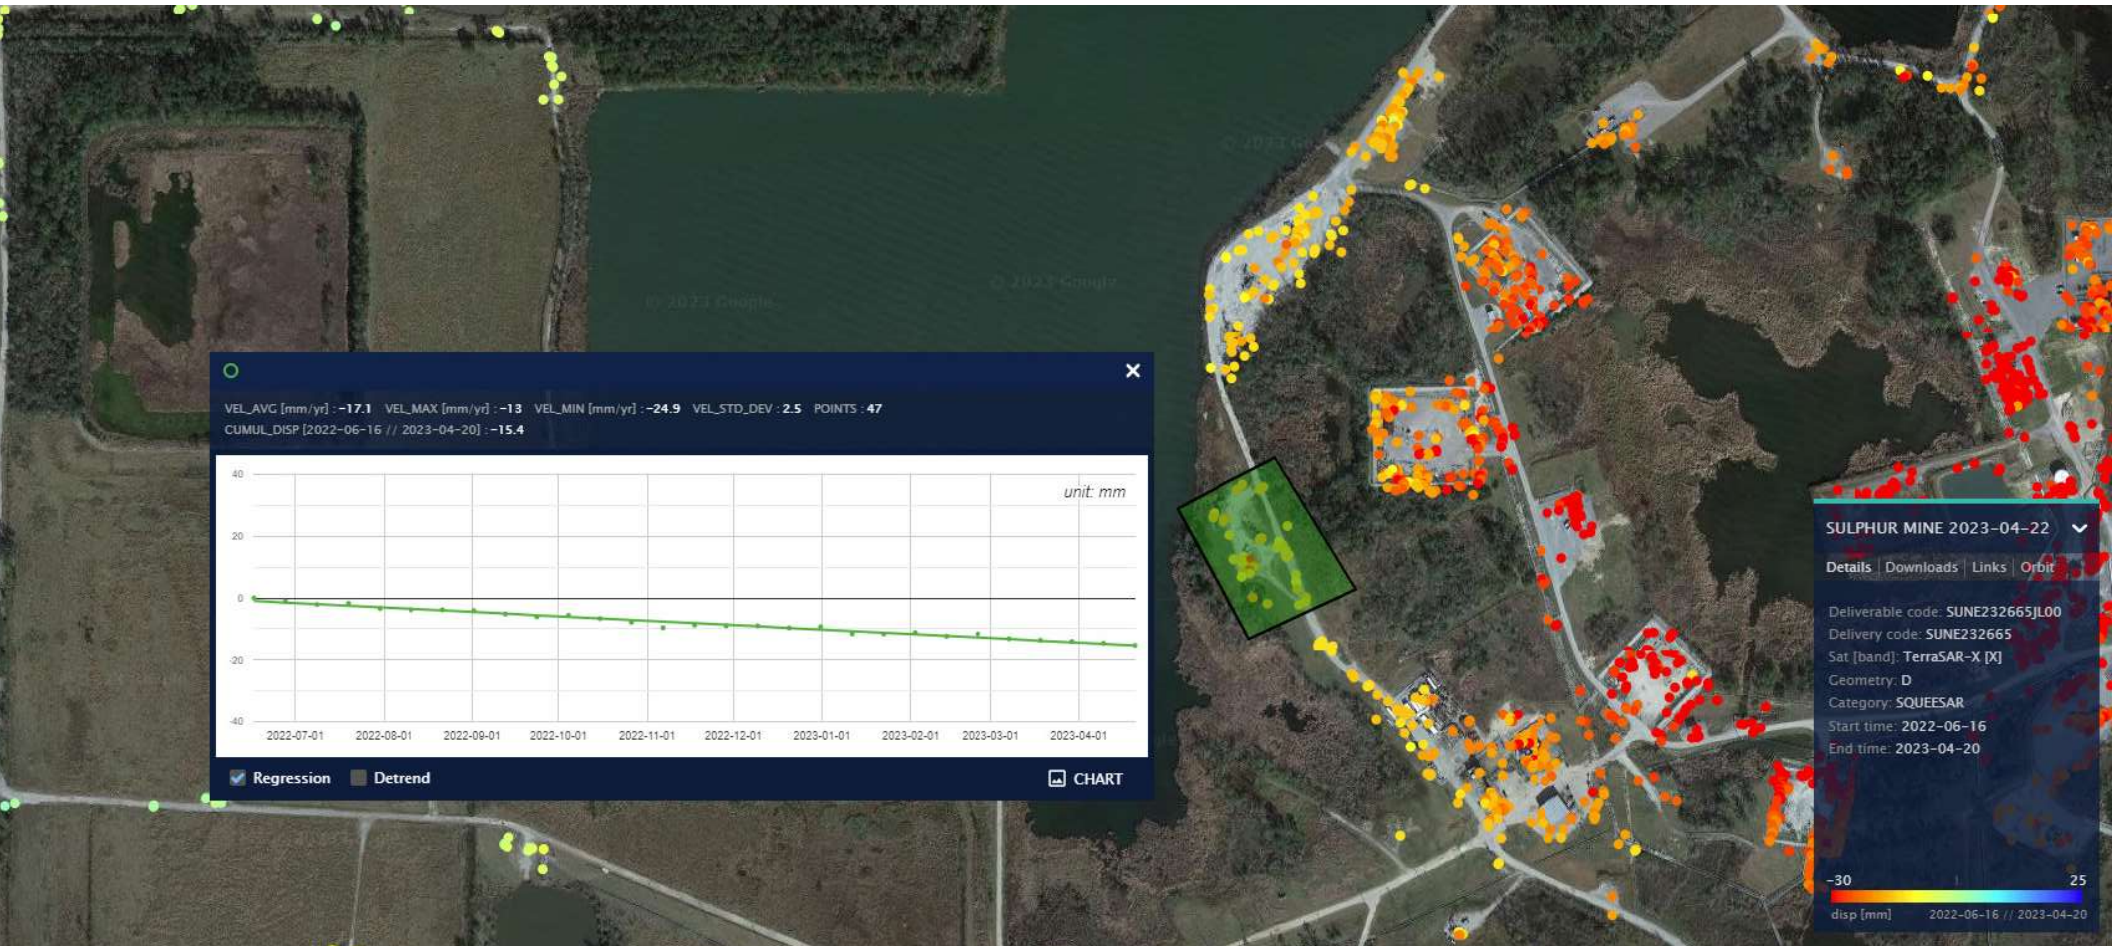 © 2023 Google
© 2023 Google
VEL_AVG [mm/yr] : -17.1 VEL_MAX [mm/yr] : -13 VEL_MIN [mm/yr] : -24.9 VEL_STD_DEV : 2.5 POINTS : 47
CUMUL_DISP [2022-06-16 // 2023-04-20] : -15.4
unit: mm
40
20
0
-20
-40
2022-07-01 2022-08-01 2022-09-01 2022-10-01 2022-11-01 2022-12-01 2023-01-01 2023-02-01 2023-03-01 2023-04-01
Regression Detrend CHART
SULPHUR MINE 2023-04-22
Details | Downloads | Links | Orbit
Deliverable code: SUNE232665JL00
Delivery code: SUNE232665
Sat [band]: TerraSAR-X [X]
Geometry: D
Category: SQUEESAR
Start time: 2022-06-16
End time: 2023-04-20
-30 25
disp [mm] 2022-06-16 // 2023-04-20